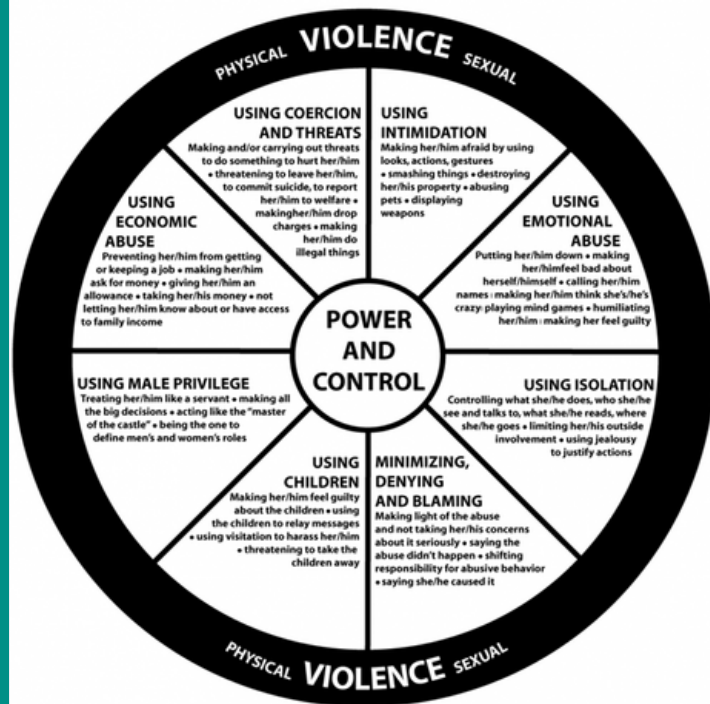 PHYSICAL VIOLENCE SEXUAL
USING COERCION
AND THREATS
Making and/or carrying out threats
to do something to hurt her/him
• threatening to leave her/him,
to commit suicide, to report
her/him to welfare •
makingher/him drop
charges • making
her/him do
illegal things
USING
INTIMIDATION
Making her/him afraid by using
looks, actions, gestures
• smashing things • destroying
her/his property • abusing
pets • displaying
weapons
USING
ECONOMIC
ABUSE
Preventing her/him from getting
or keeping a job • making her/him
ask for money • giving her/him an
allowance • taking her/his money • not
letting her/him know about or have access
to family income
USING
EMOTIONAL
ABUSE
Putting her/him down • making
her/himfeel bad about
herself/himself • calling her/him
names : making her/him think she's/he's
crazy: playing mind games • humiliating
her/him : making her feel guilty
POWER
AND
CONTROL
USING MALE PRIVILEGE
Treating her/him like a servant • making all
the big decisions • acting like the "master
of the castle" • being the one to
define men's and women's roles
USING ISOLATION
Controlling what she/he does, who she/he
see and talks to, what she/he reads, where
she/he goes • limiting her/his outside
involvement • using jealousy
to justify actions
USING
CHILDREN
Making her/him feel guilty
about the children • using
the children to relay messages
• using visitation to harass her/him
• threatening to take the
children away
MINIMIZING,
DENYING
AND BLAMING
Making light of the abuse
and not taking her/his concerns
about it seriously • saying the
abuse didn't happen • shifting
responsibility for abusive behavior
• saying she/he caused it
PHYSICAL VIOLENCE SEXUAL